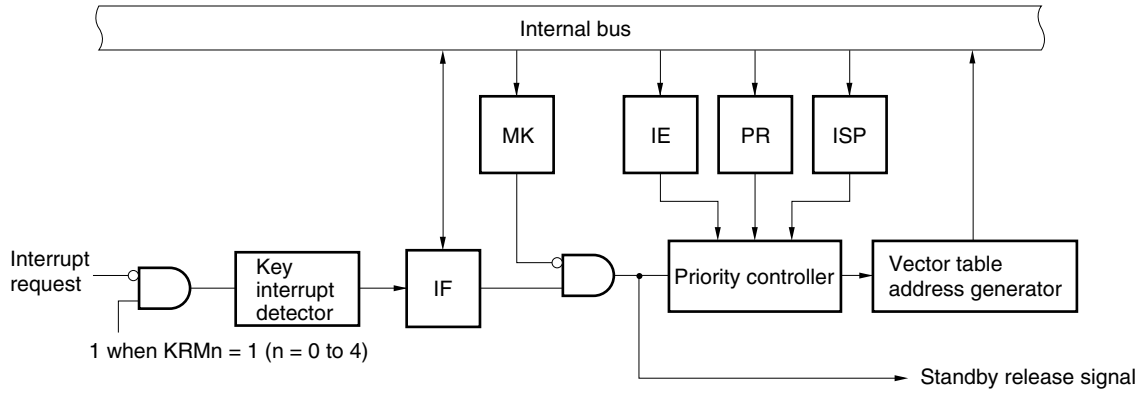 Internal bus
MK
IE
PR
ISP
Interrupt
request
Key
interrupt
detector
IF
Priority controller
Vector table
address generator
1 when KRMn = 1 (n = 0 to 4)
Standby release signal